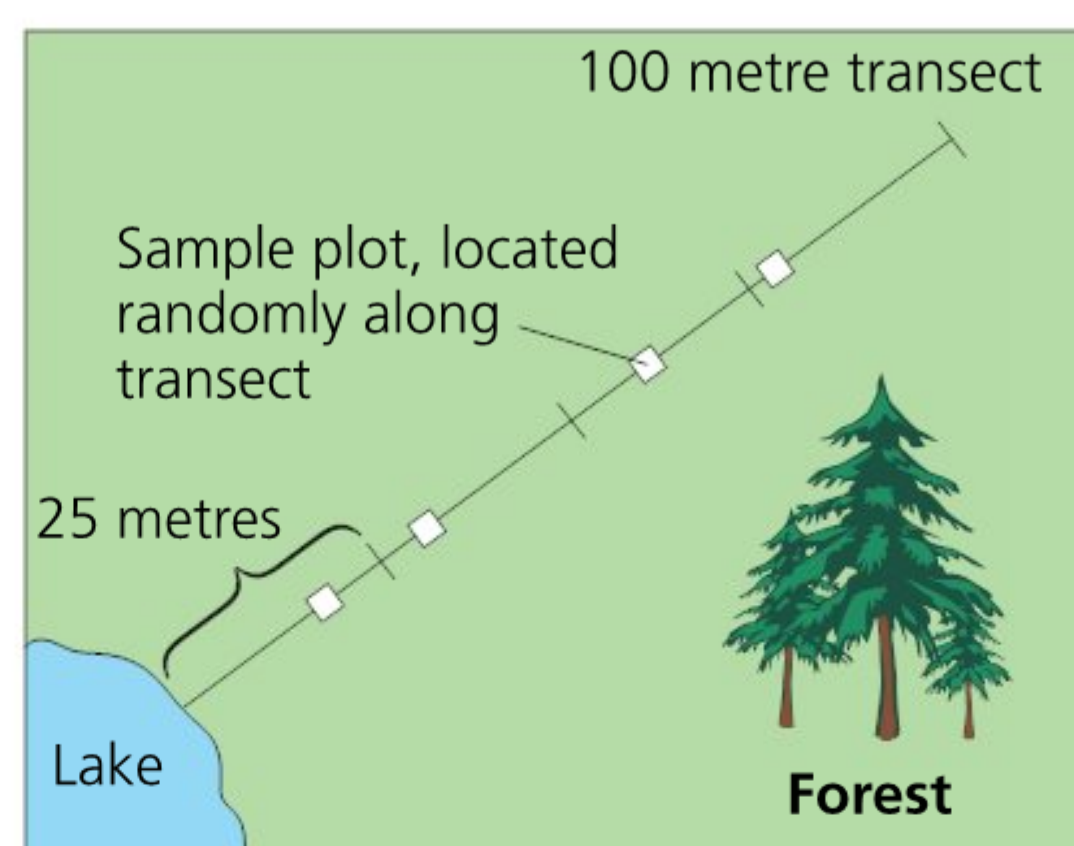 100 metre transect
Sample plot, located
randomly along
transect
25 metres
Lake
Forest